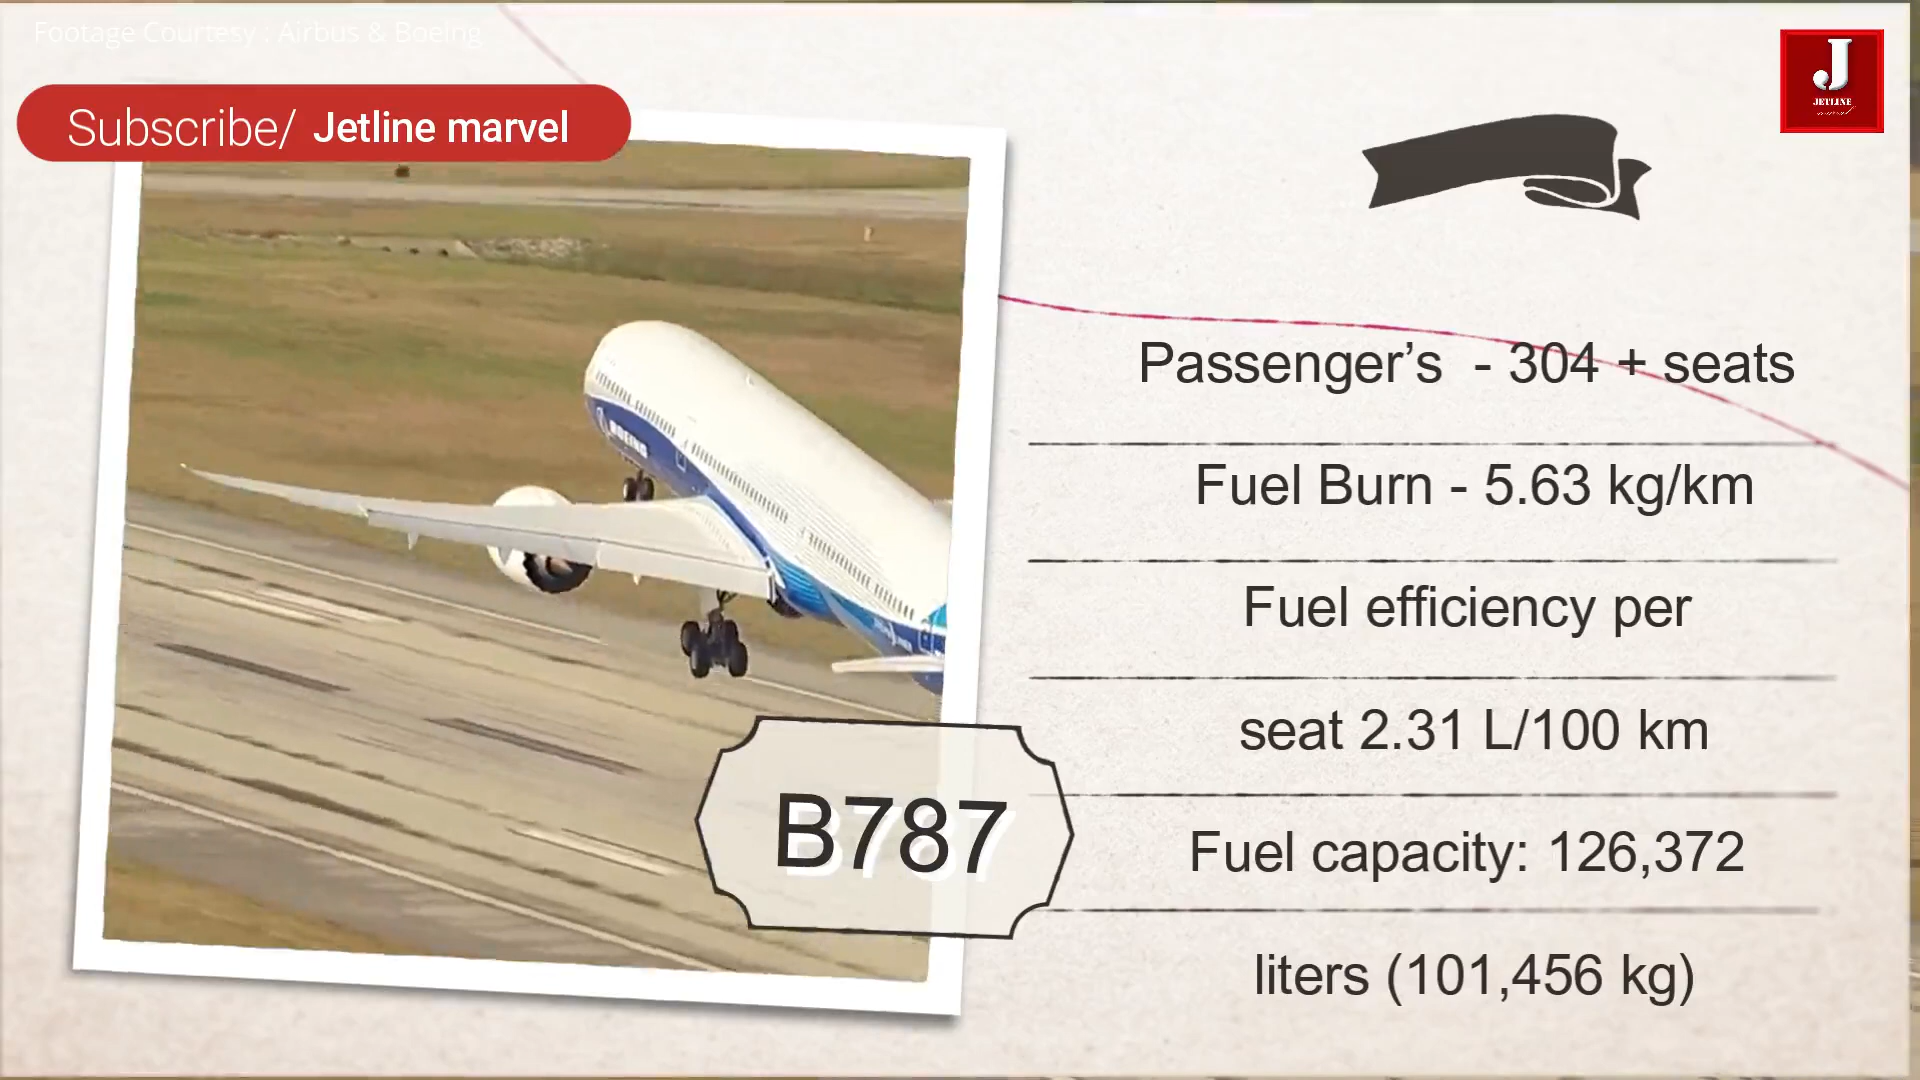 Footage Courtesy : Airbus & Boeing
Subscribe/ Jetline marvel
J
JETLINE
BOEING
Passenger’s - 304 + seats
Fuel Burn - 5.63 kg/km
Fuel efficiency per
seat 2.31 L/100 km
B787
Fuel capacity: 126,372
liters (101,456 kg)